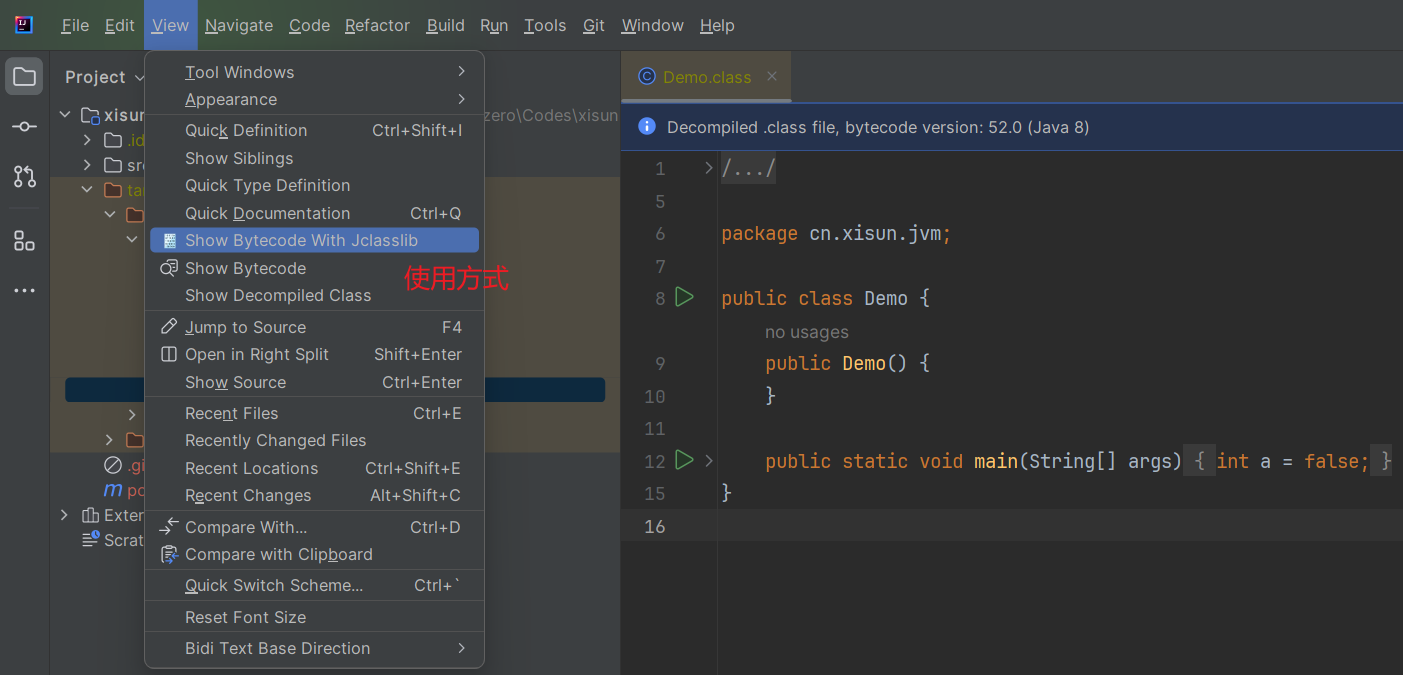 File Edit View Navigate Code Refactor Build Run Tools Git Window Help
Project
Demo.class
Tool Windows
Appearance
Quick Definition Ctrl+Shift+I
Show Siblings
Quick Type Definition
Quick Documentation Ctrl+Q
Show Bytecode With Jclasslib
Show Bytecode
使用方式
Show Decompiled Class
Jump to Source F4
Open in Right Split Shift+Enter
Show Source Ctrl+Enter
Recent Files Ctrl+E
Recently Changed Files
Recent Locations Ctrl+Shift+E
Recent Changes Alt+Shift+C
Compare With... Ctrl+D
Compare with Clipboard
Quick Switch Scheme... Ctrl+`
Reset Font Size
Bidi Text Base Direction
xisun
zero\Codes\xisun
.id
src
ta
.gi
po
Exter
Scrat
Decompiled .class file, bytecode version: 52.0 (Java 8)
1 /.../
5
6 package cn.xisun.jvm;
7
8 public class Demo {
no usages
9 public Demo() {
10 }
11
12 public static void main(String[] args) { int a = false; }
15 }
16